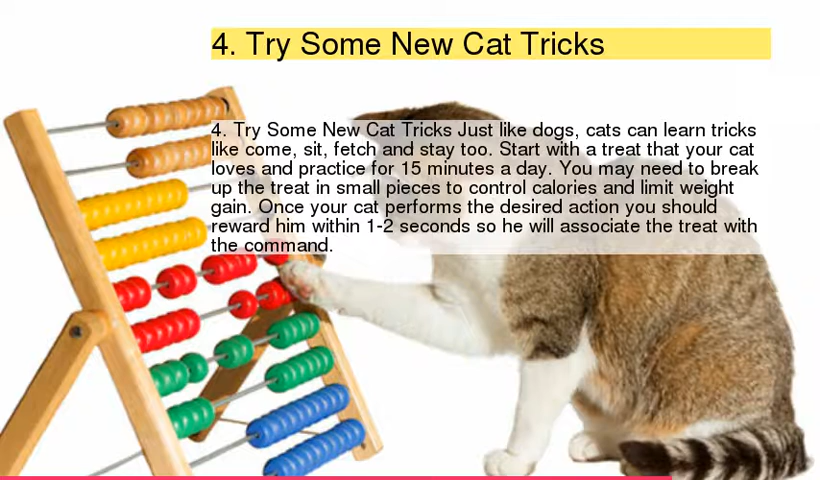 4. Try Some New Cat Tricks
4. Try Some New Cat Tricks Just like dogs, cats can learn tricks
like come, sit, fetch and stay too. Start with a treat that your cat
loves and practice for 15 minutes a day. You may need to break
up the treat in small pieces to control calories and limit weight
gain. Once your cat performs the desired action you should
reward him within 1-2 seconds so he will associate the treat with
the command.